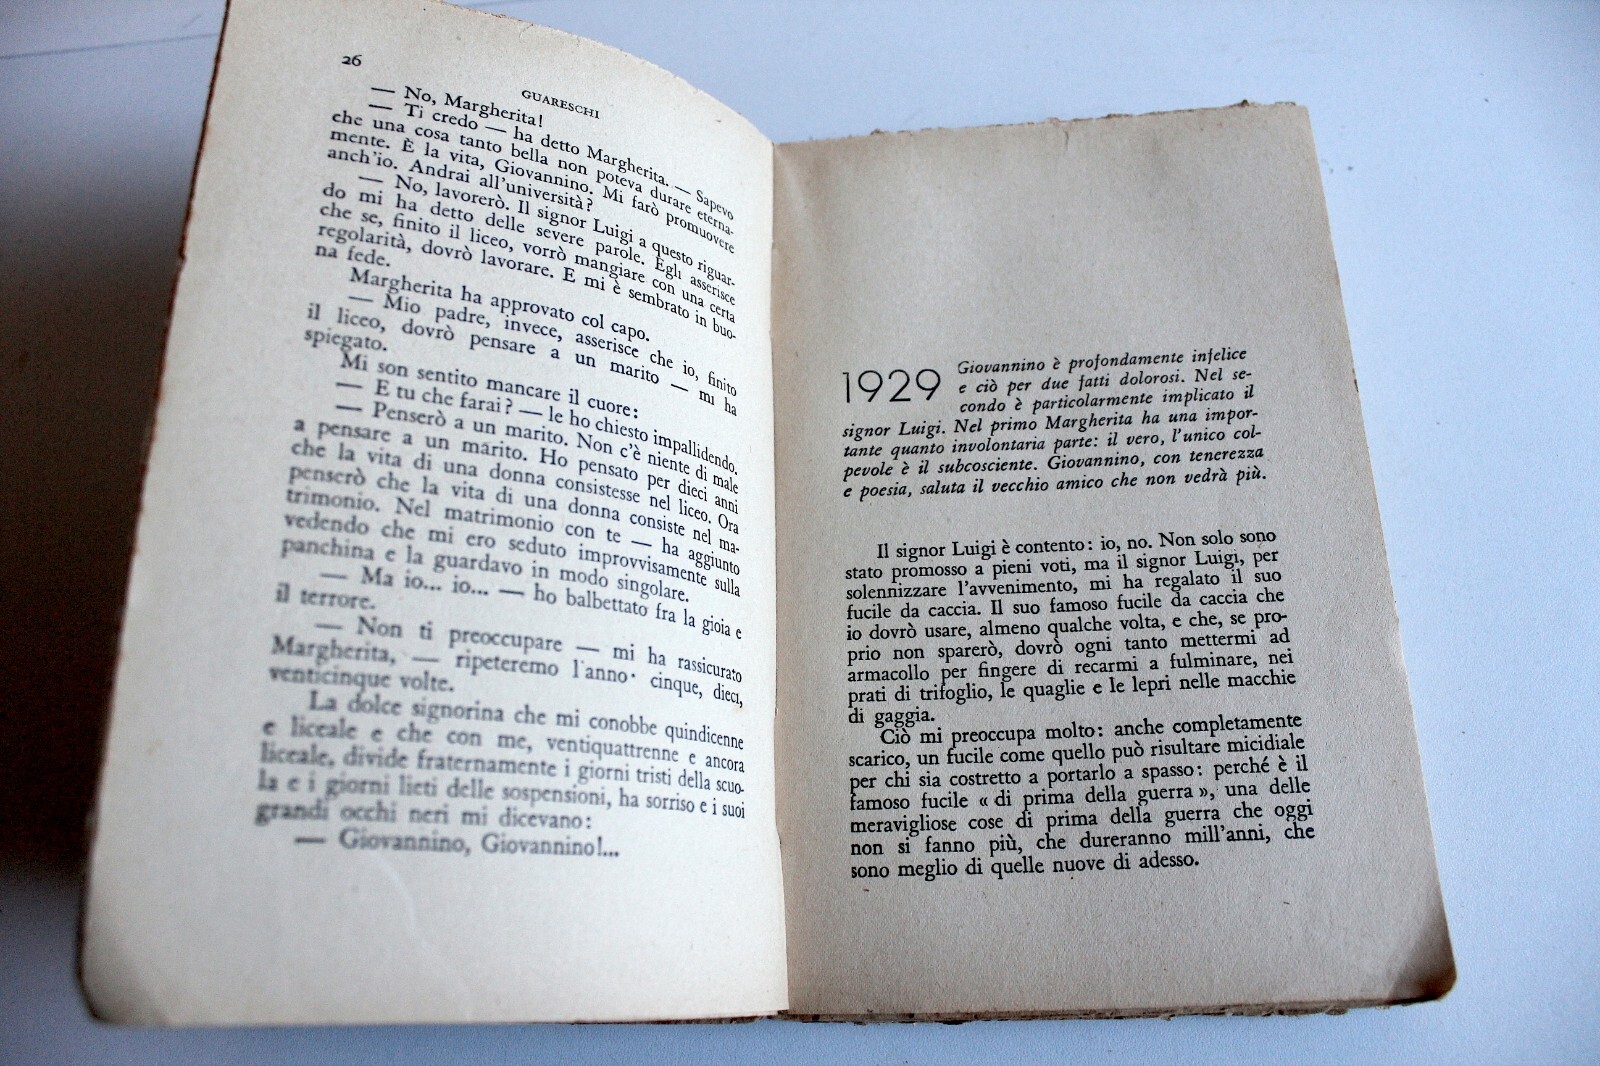 26
GUARESCHI
— No, Margherita!
— Ti credo — ha detto Margherita. — Sapevo
che una cosa tanto bella non poteva durare eterna-
mente. È la vita, Giovannino. Mi farò promuovere
anch'io. Andrai all'università?
— No, lavorerò. Il signor Luigi a questo riguar-
do mi ha detto delle severe parole. Egli asserisce
che se, finito il liceo, vorrò mangiare con una certa
regolarità, dovrò lavorare. E mi è sembrato in buo-
na fede.
Margherita ha approvato col capo.
— Mio padre, invece, asserisce che io, finito
il liceo, dovrò pensare a un marito — mi ha
spiegato.
Mi son sentito mancare il cuore:
— E tu che farai? — le ho chiesto impallidendo.
— Penserò a un marito. Non c'è niente di male
a pensare a un marito. Ho pensato per dieci anni
che la vita di una donna consistesse nel liceo. Ora
penserò che la vita di una donna consiste nel ma-
trimonio. Nel matrimonio con te — ha aggiunto
vedendo che mi ero seduto improvvisamente sulla
panchina e la guardavo in modo singolare.
— Ma io... io... — ho balbettato fra la gioia e
il terrore.
— Non ti preoccupare — mi ha rassicurato
Margherita, — ripeteremo l'anno· cinque, dieci,
venticinque volte.
La dolce signorina che mi conobbe quindicenne
e liceale e che con me, ventiquattrenne e ancora
liceale, divide fraternamente i giorni tristi della scuo-
la e i giorni lieti delle sospensioni, ha sorriso e i suoi
grandi occhi neri mi dicevano:
— Giovannino, Giovannino!...
1929 Giovannino è profondamente infelice
e ciò per due fatti dolorosi. Nel se-
condo è particolarmente implicato il
signor Luigi. Nel primo Margherita ha una impor-
tante quanto involontaria parte: il vero, l'unico col-
pevole è il subcosciente. Giovannino, con tenerezza
e poesia, saluta il vecchio amico che non vedrà più.
Il signor Luigi è contento: io, no. Non solo sono
stato promosso a pieni voti, ma il signor Luigi, per
solennizzare l'avvenimento, mi ha regalato il suo
fucile da caccia. Il suo famoso fucile da caccia che
io dovrò usare, almeno qualche volta, e che, se pro-
prio non sparerò, dovrò ogni tanto mettermi ad
armacollo per fingere di recarmi a fulminare, nei
prati di trifoglio, le quaglie e le lepri nelle macchie
di gaggia.
Ciò mi preoccupa molto: anche completamente
scarico, un fucile come quello può risultare micidiale
per chi sia costretto a portarlo a spasso: perché è il
famoso fucile « di prima della guerra », una delle
meravigliose cose di prima della guerra che oggi
non si fanno più, che dureranno mill'anni, che
sono meglio di quelle nuove di adesso.